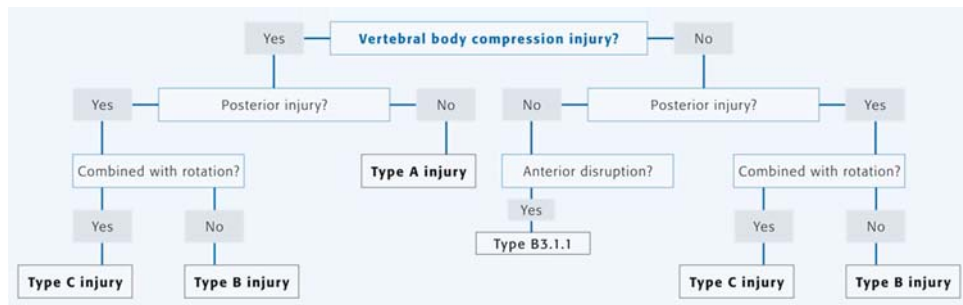 Yes Vertebral body compression injury? No
Yes Posterior injury? No No Posterior injury? Yes
Combined with rotation? Type A injury Anterior disruption? Combined with rotation?
Yes No Yes Yes No
Type B3.1.1
Type C injury Type B injury Type C injury Type B injury